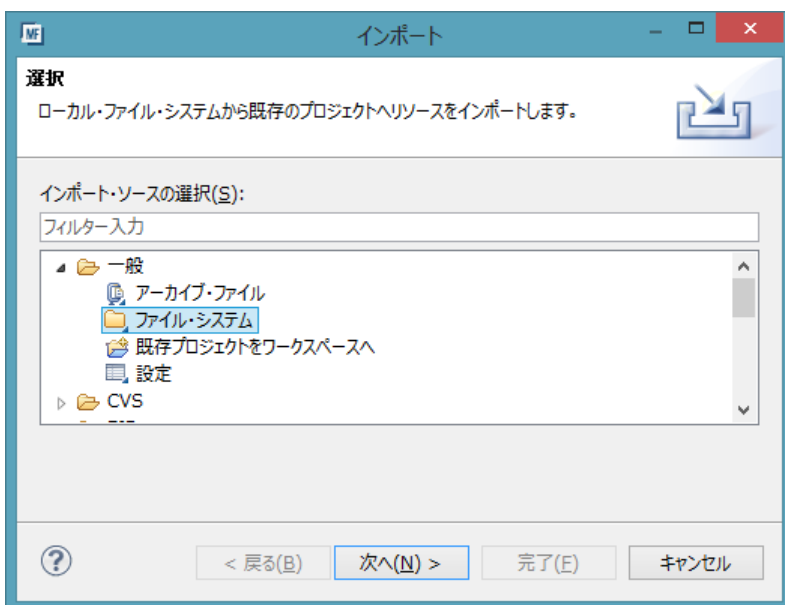 MF
インポート
選択
ローカル・ファイル・システムから既存のプロジェクトへリソースをインポートします。
インポート・ソースの選択(S):
フィルター入力
一般
アーカイブ・ファイル
ファイル・システム
既存プロジェクトをワークスペースへ
設定
CVS
?
< 戻る(B)
次へ(N) >
完了(F)
キャンセル